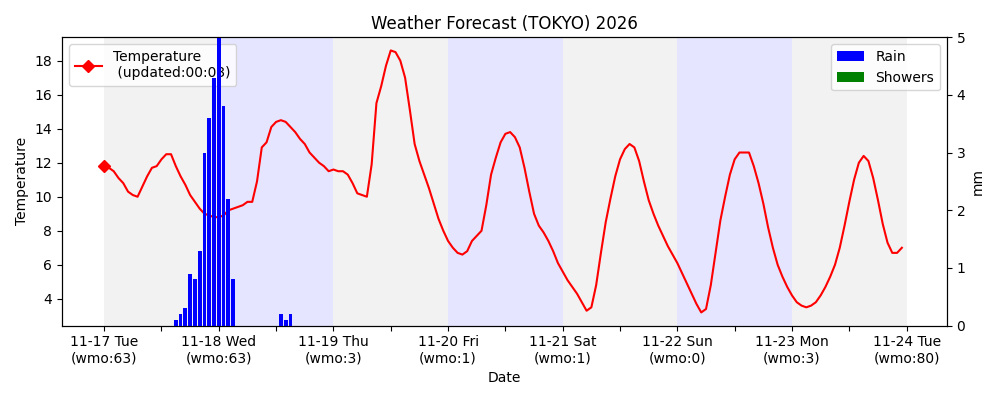 Weather Forecast (TOKYO) 2026
Temperature
(updated:00:03)
Rain
Showers
18
16
14
12
10
8
6
4
Temperature
5
4
3
2
1
0
mm
11-17 Tue
(wmo:63)
11-18 Wed
(wmo:63)
11-19 Thu
(wmo:3)
11-20 Fri
(wmo:1)
11-21 Sat
(wmo:1)
11-22 Sun
(wmo:0)
11-23 Mon
(wmo:3)
11-24 Tue
(wmo:80)
Date